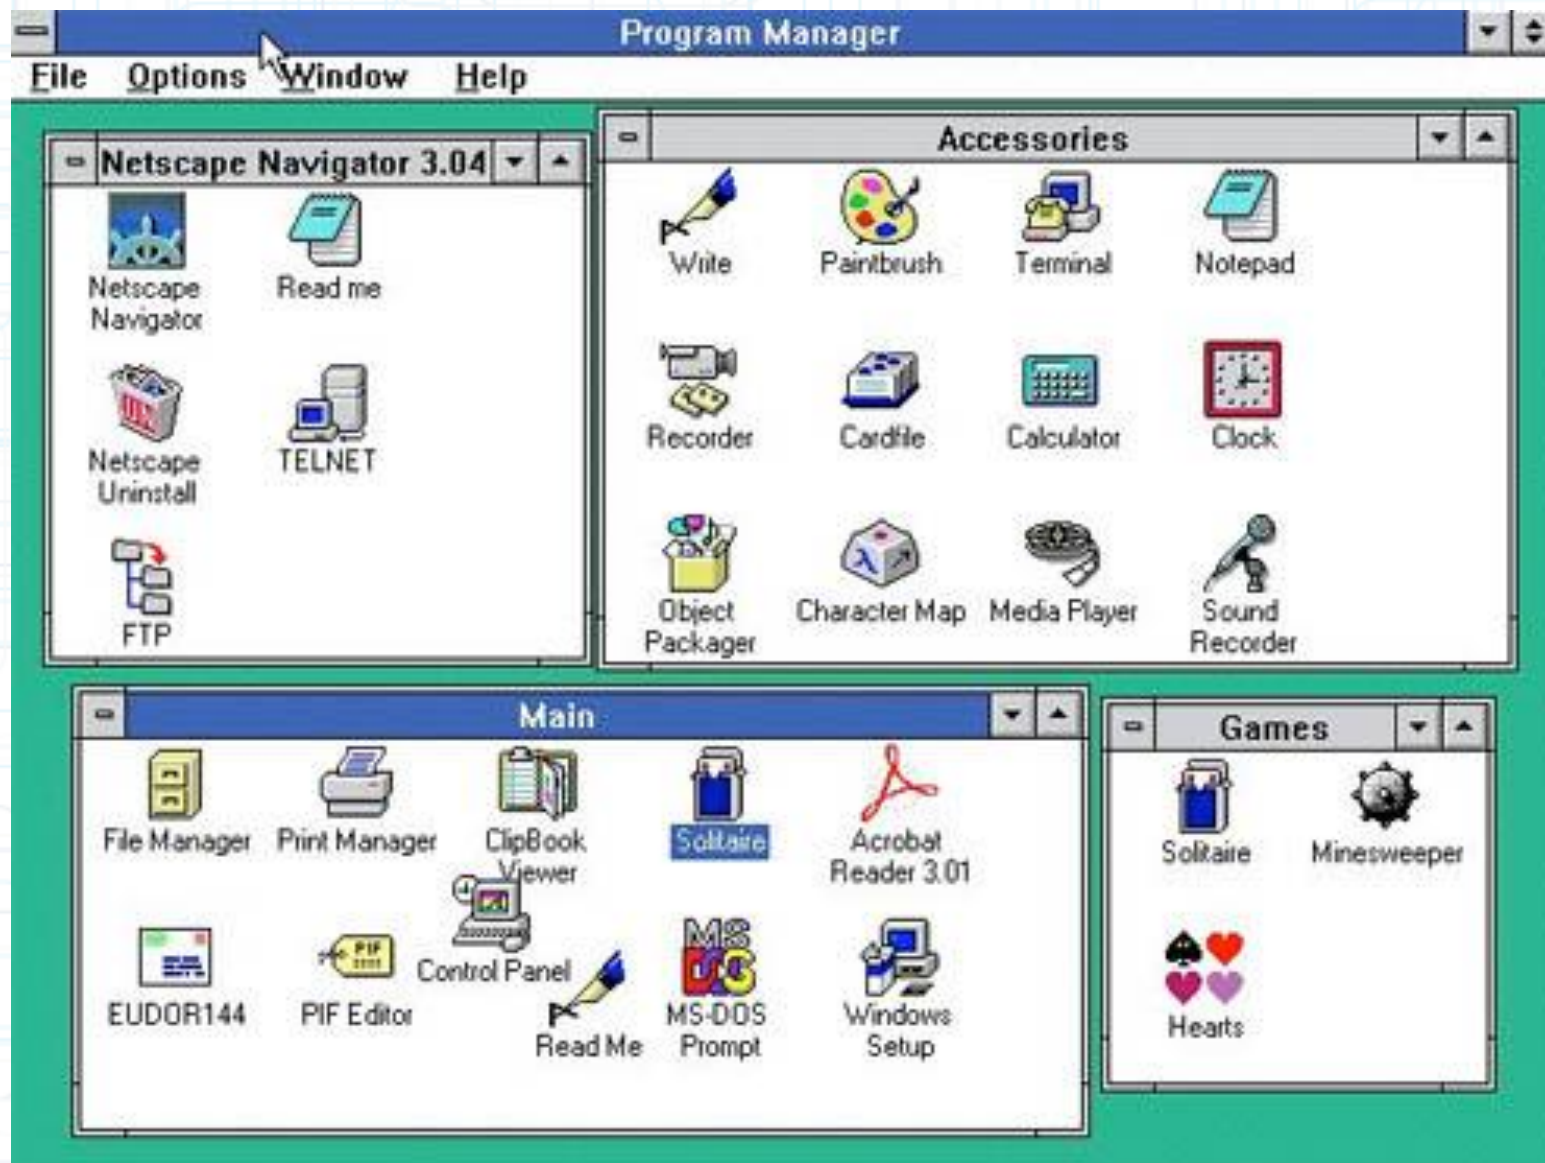 Program Manager
File Options Window Help
Netscape Navigator 3.04
Netscape
Navigator
Read me
Netscape
Uninstall
TELNET
FTP
Accessories
Write
Paintbrush
Terminal
Notepad
Recorder
Cardfile
Calculator
Clock
Object
Packager
Character Map
Media Player
Sound
Recorder
Main
File Manager
Print Manager
ClipBook
Viewer
Solitaire
Acrobat
Reader 3.01
EUDOR144
PIF
PIF Editor
Control Panel
Read Me
MS
DOS
MS-DOS
Prompt
Windows
Setup
Games
Solitaire
Minesweeper
Hearts